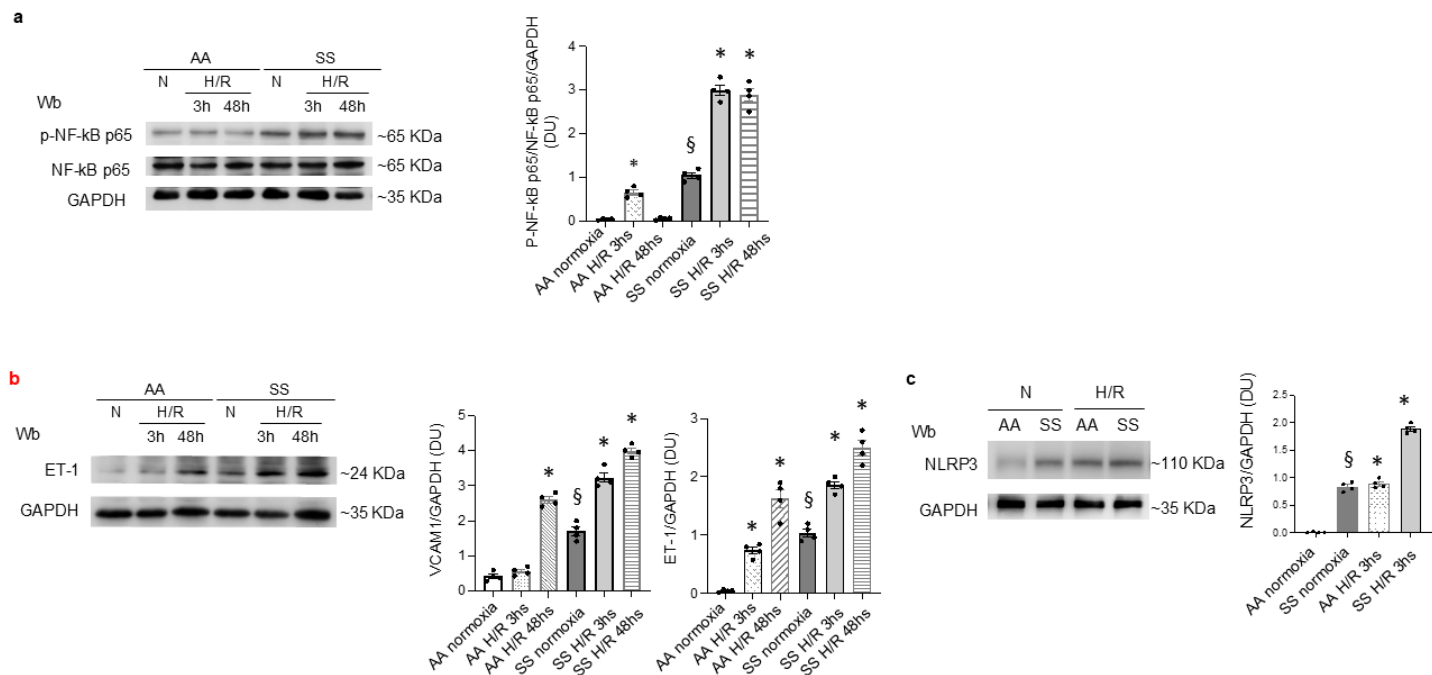 a
AA SS
N H/R N H/R
Wb 3h 48h 3h 48h
p-NF-kB p65 ~65 KDa
NF-kB p65 ~65 KDa
GAPDH ~35 KDa
P-NF-kB p65/NF-kB p65/GAPDH
(DU)
4
3
2
1
0
* § * *
AA normoxia
AA H/R 3hs
AA H/R 48hs
SS normoxia
SS H/R 3hs
SS H/R 48hs
b
AA SS
N H/R N H/R
Wb 3h 48h 3h 48h
ET-1 ~24 KDa
GAPDH ~35 KDa
VCAM1/GAPDH (DU)
5
4
3
2
1
0
* § * *
AA normoxia
AA H/R 3hs
AA H/R 48hs
SS normoxia
SS H/R 3hs
SS H/R 48hs
ET-1/GAPDH (DU)
3
2
1
0
* * § * *
AA normoxia
AA H/R 3hs
AA H/R 48hs
SS normoxia
SS H/R 3hs
SS H/R 48hs
c
N H/R
Wb AA SS AA SS
NLRP3 ~110 KDa
GAPDH ~35 KDa
NLRP3/GAPDH (DU)
2.5
2.0
1.5
1.0
0.5
0.0
§ * *
AA normoxia
SS normoxia
AA H/R 3hs
SS H/R 3hs